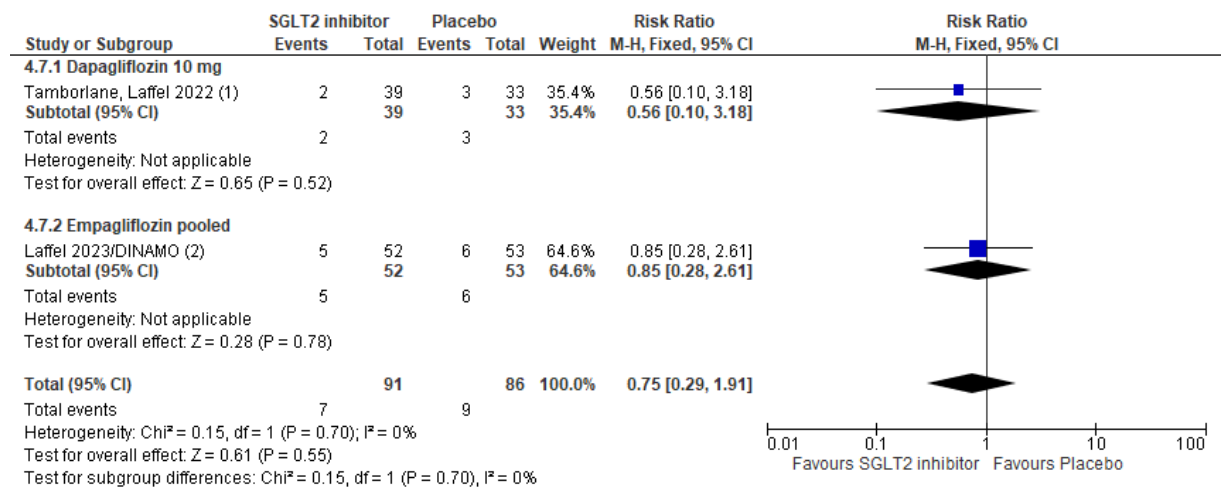 SGLT2 inhibitor Placebo Risk Ratio Risk Ratio
Study or Subgroup Events Total Events Total Weight M-H, Fixed, 95% CI M-H, Fixed, 95% CI
4.7.1 Dapagliflozin 10 mg
Tamborlane, Laffel 2022 (1) 2 39 3 33 35.4% 0.56 [0.10, 3.18]
Subtotal (95% CI) 39 33 35.4% 0.56 [0.10, 3.18]
Total events 2 3
Heterogeneity: Not applicable
Test for overall effect: Z = 0.65 (P = 0.52)
4.7.2 Empagliflozin pooled
Laffel 2023/DINAMO (2) 5 52 6 53 64.6% 0.85 [0.28, 2.61]
Subtotal (95% CI) 52 53 64.6% 0.85 [0.28, 2.61]
Total events 5 6
Heterogeneity: Not applicable
Test for overall effect: Z = 0.28 (P = 0.78)
Total (95% CI) 91 86 100.0% 0.75 [0.29, 1.91]
Total events 7 9
Heterogeneity: Chi² = 0.15, df = 1 (P = 0.70); I² = 0%
Test for overall effect: Z = 0.61 (P = 0.55)
Test for subgroup differences: Chi² = 0.15, df = 1 (P = 0.70), I² = 0%
0.01 0.1 1 10 100
Favours SGLT2 inhibitor Favours Placebo